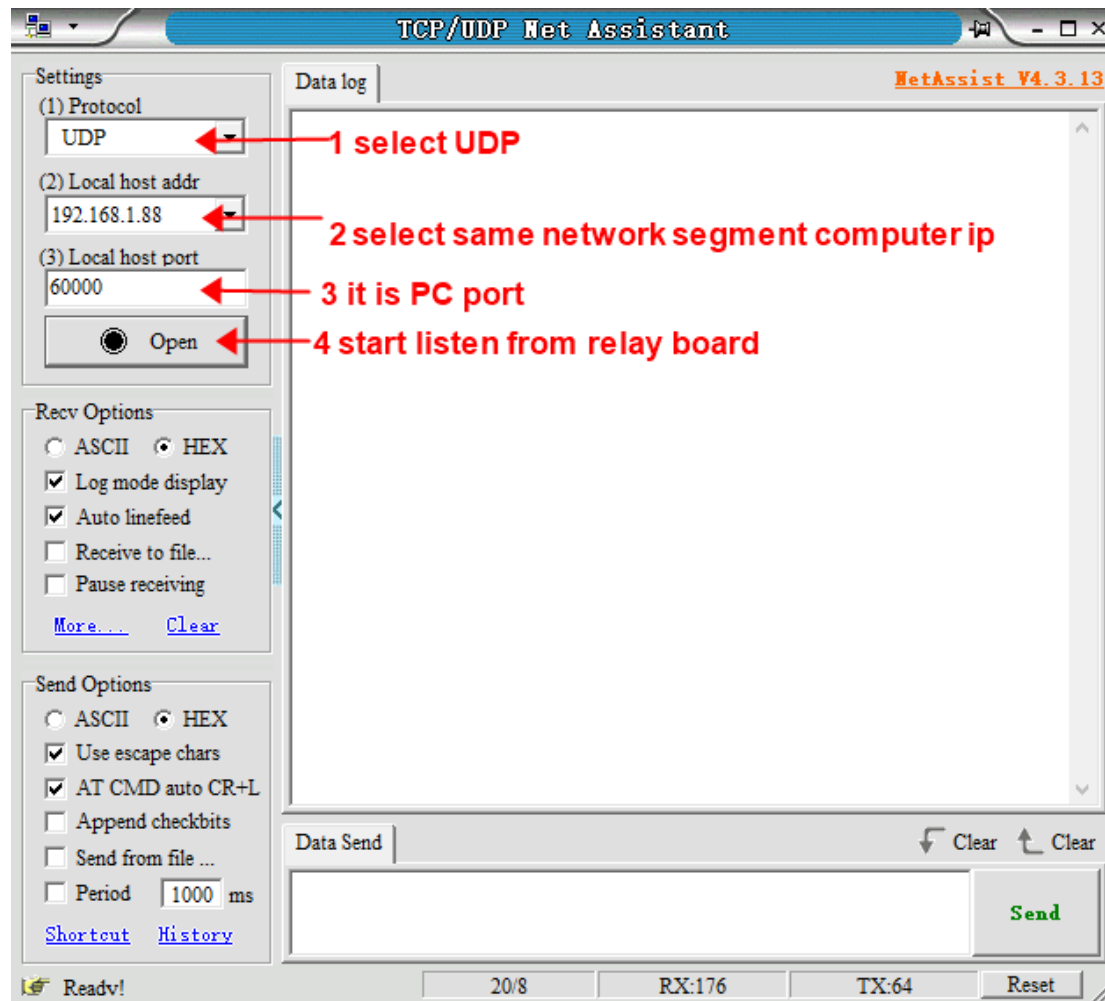 TCP/UDP Net Assistant
Settings
Data log
NetAssist V4.3.13
(1) Protocol
UDP
1 select UDP
(2) Local host addr
192.168.1.88
2 select same network segment computer ip
(3) Local host port
60000
3 it is PC port
Open
4 start listen from relay board
Recv Options
ASCII HEX
Log mode display
Auto linefeed
Receive to file...
Pause receiving
More... Clear
Send Options
ASCII HEX
Use escape chars
AT CMD auto CR+L
Append checkbits
Data Send
Clear Clear
Send from file ...
Period 1000 ms
Send
Shortcut History
Ready!
20/8
RX:176
TX:64
Reset